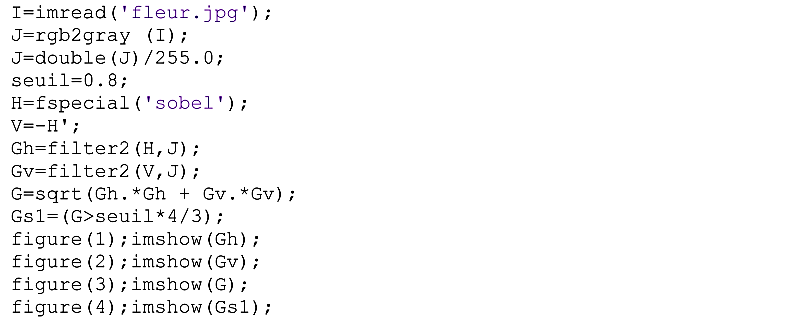 I=imread('fleur.jpg');
J=rgb2gray (I);
J=double(J)/255.0;
seuil=0.8;
H=fspecial('sobel');
V=-H';
Gh=filter2(H,J);
Gv=filter2(V,J);
G=sqrt(Gh.*Gh + Gv.*Gv);
Gs1=(G>seuil*4/3);
figure(1);imshow(Gh);
figure(2);imshow(Gv);
figure(3);imshow(G);
figure(4);imshow(Gs1);